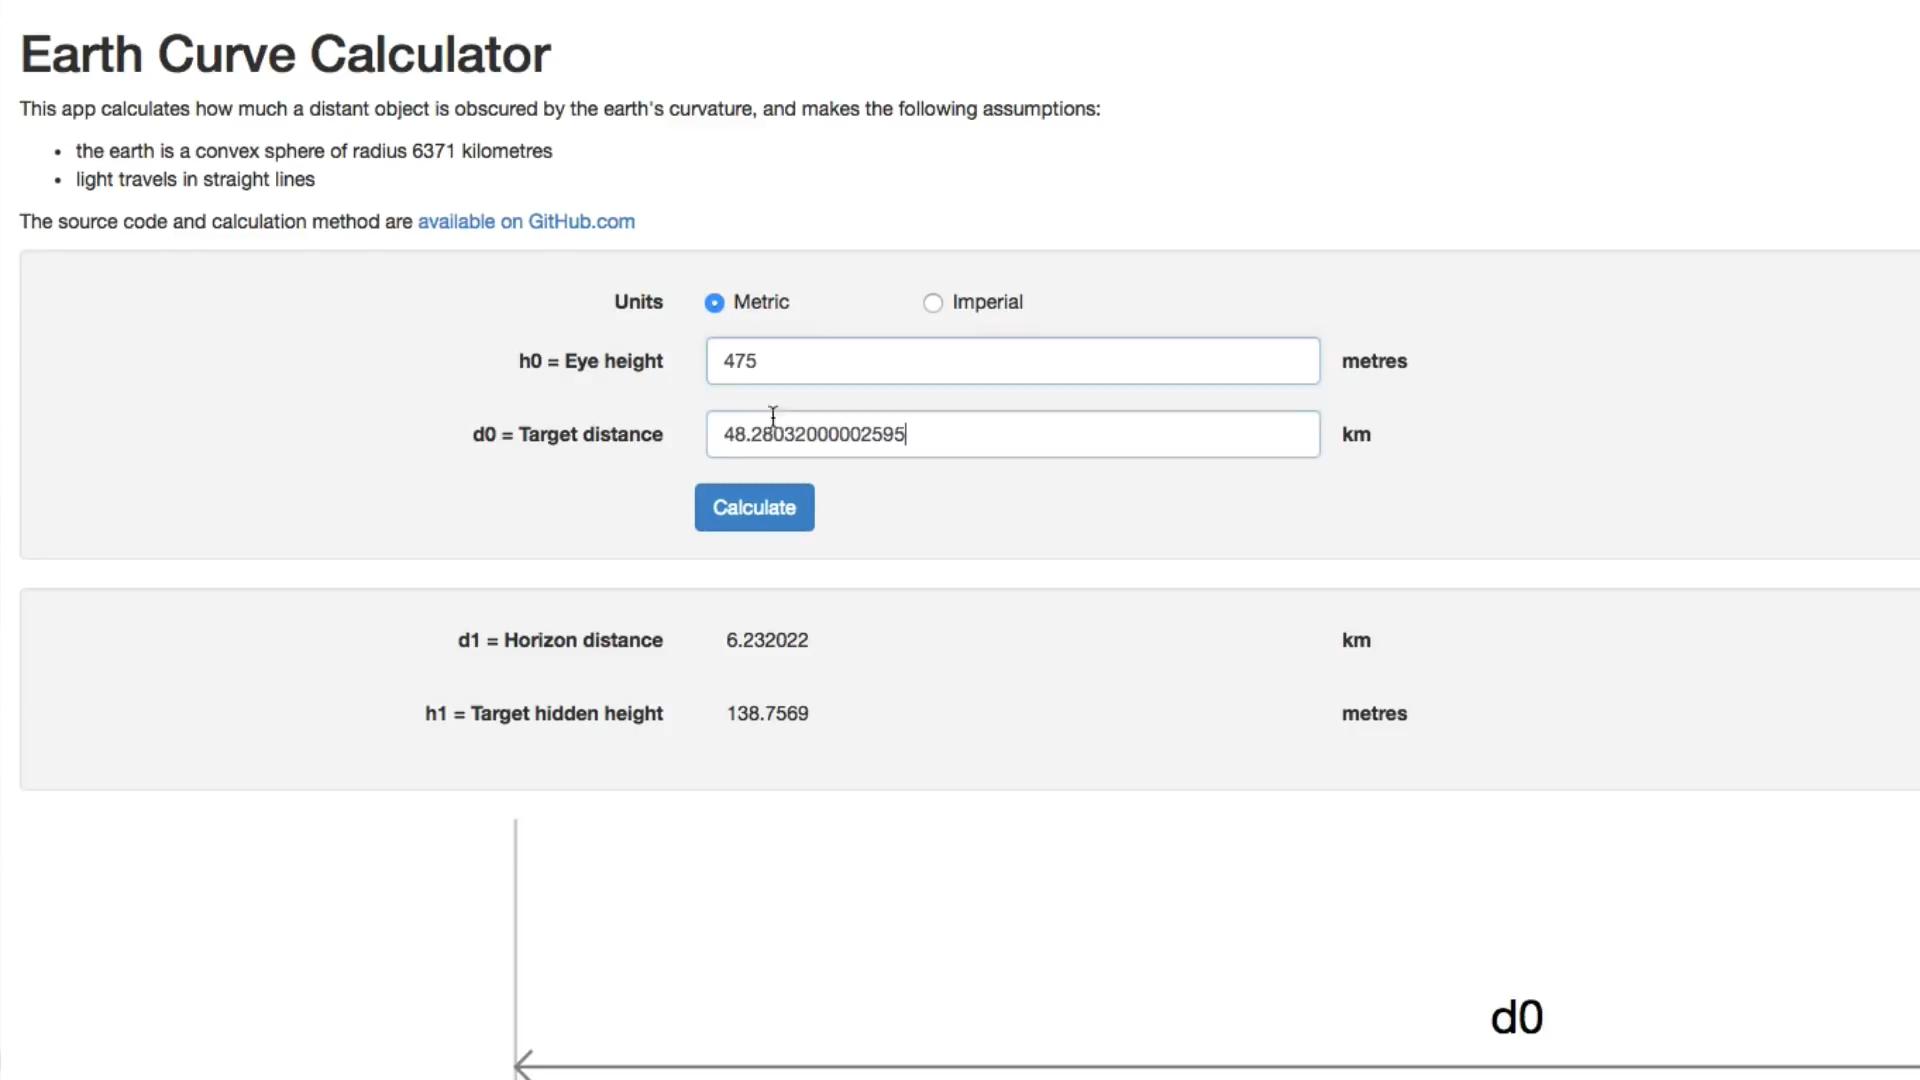 Earth Curve Calculator
This app calculates how much a distant object is obscured by the earth's curvature, and makes the following assumptions:
• the earth is a convex sphere of radius 6371 kilometres
• light travels in straight lines
The source code and calculation method are available on GitHub.com
Units Metric Imperial
h0 = Eye height 475 metres
d0 = Target distance 48.28032000002595 km
Calculate
d1 = Horizon distance 6.232022 km
h1 = Target hidden height 138.7569 metres
d0